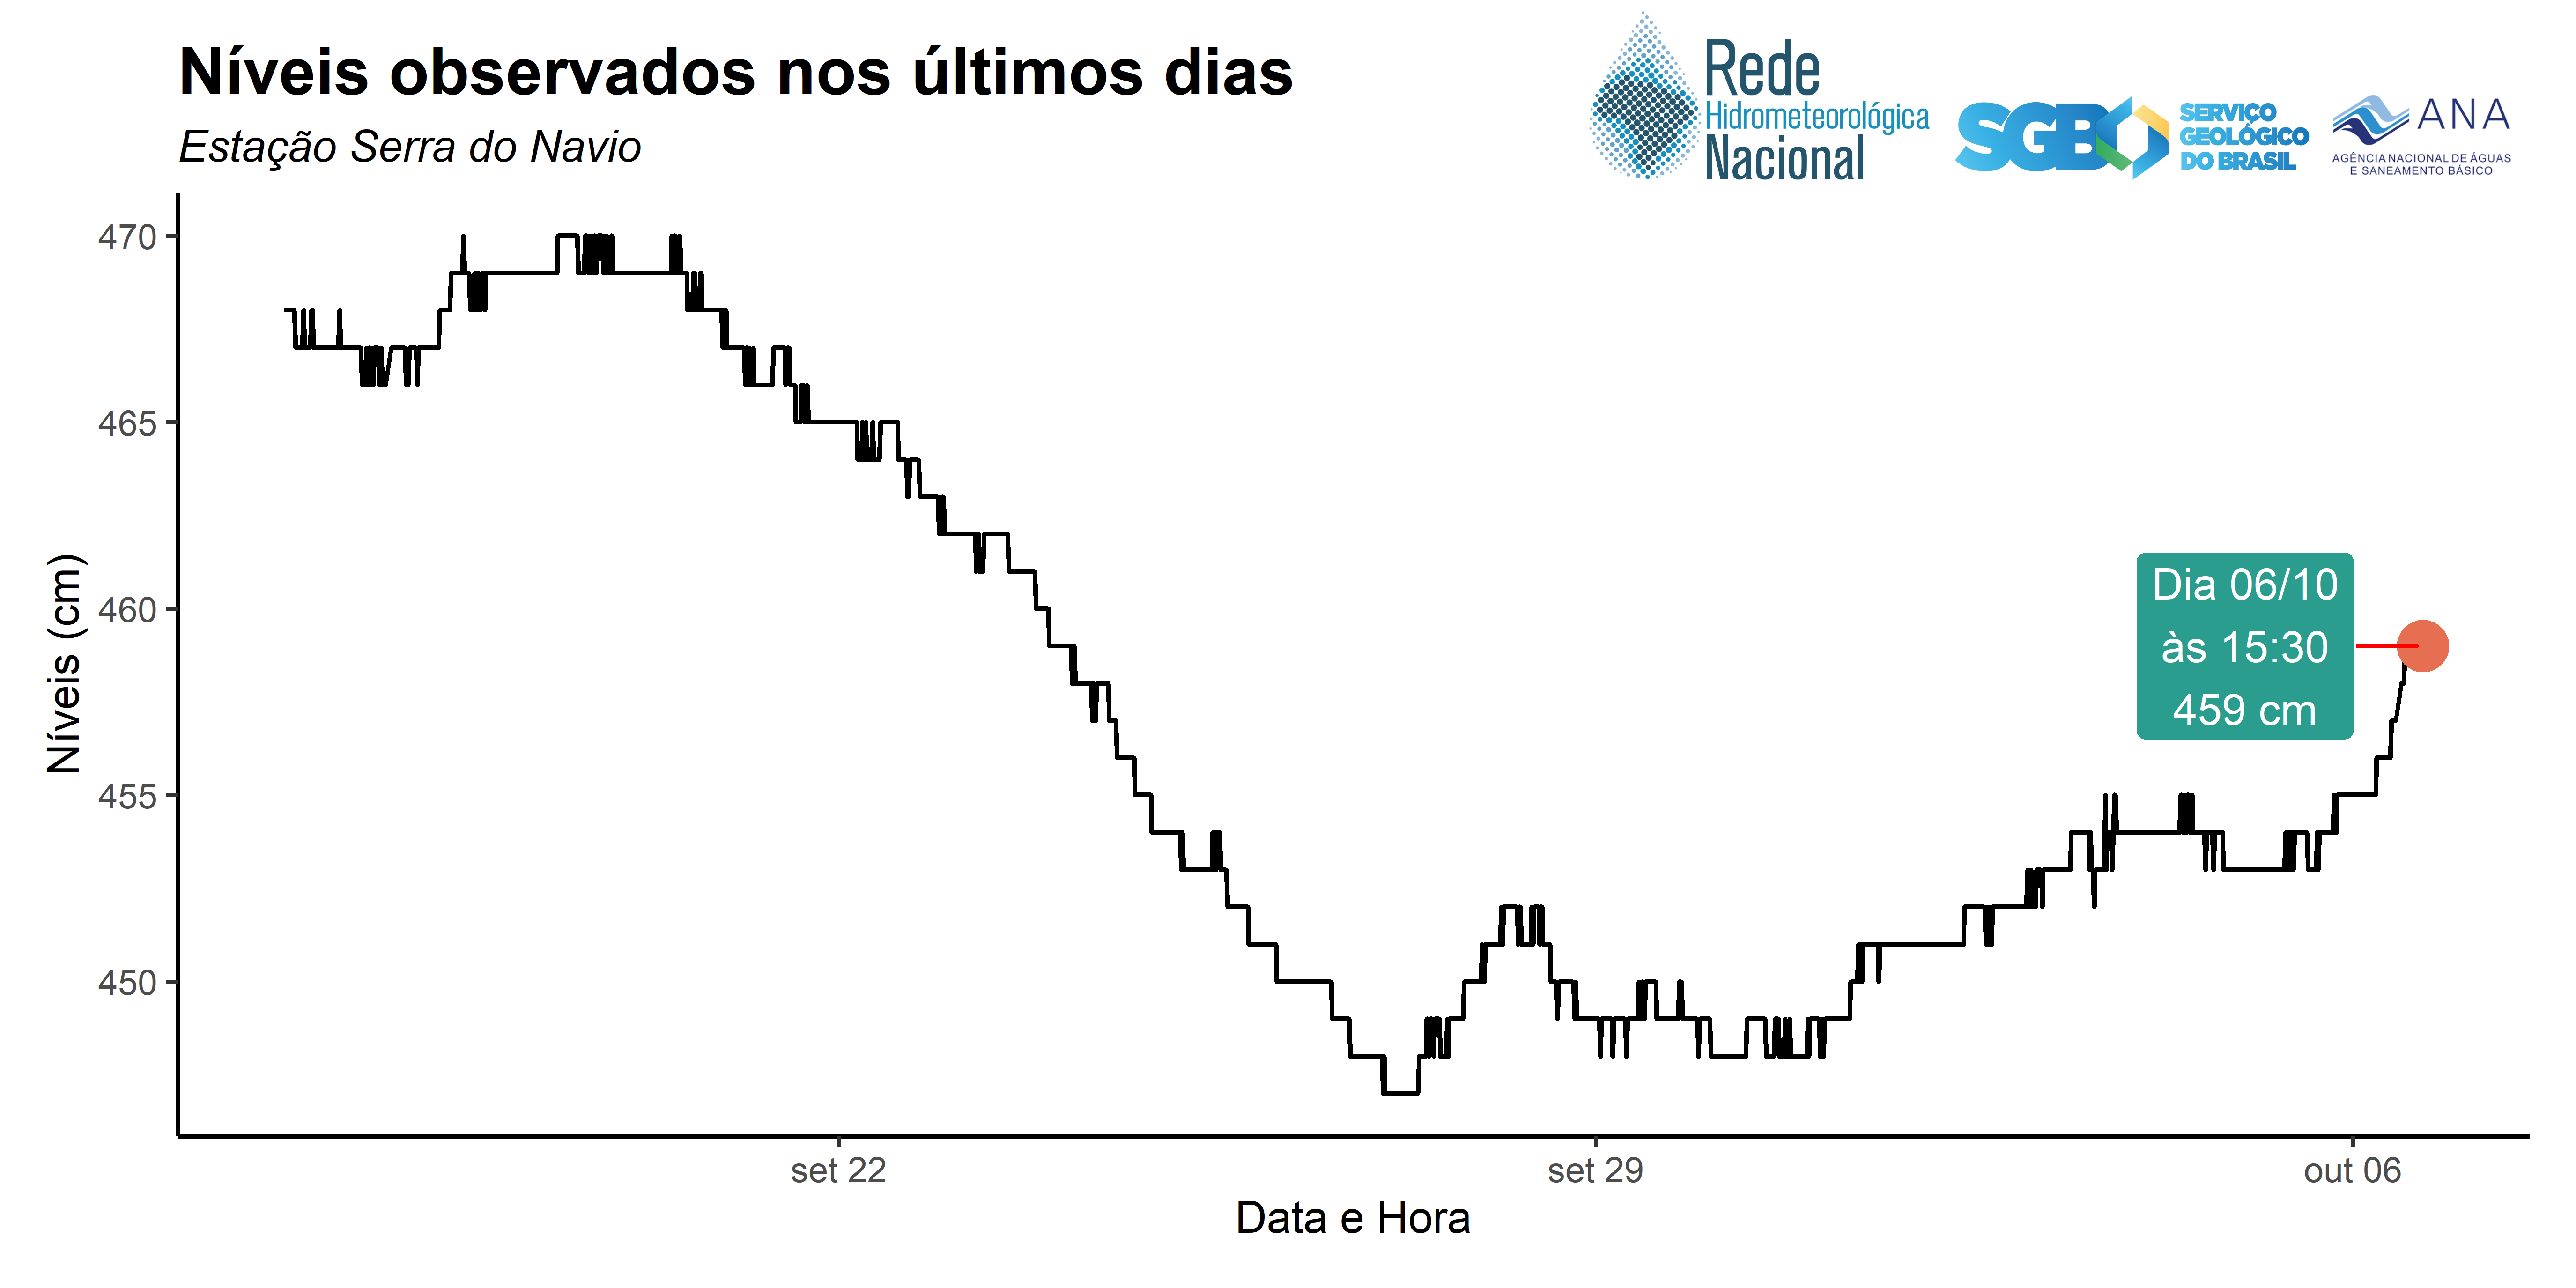 Níveis observados nos últimos dias
Estação Serra do Navio
Rede
Hidrometeorológica
Nacional
SGB
SERVIÇO
GEOLÓGICO
DO BRASIL
ANA
AGÊNCIA NACIONAL DE ÁGUAS
E SANEAMENTO BÁSICO
470
465
460
455
450
Níveis (cm)
Dia 06/10
às 15:30
459 cm
set 22
set 29
out 06
Data e Hora